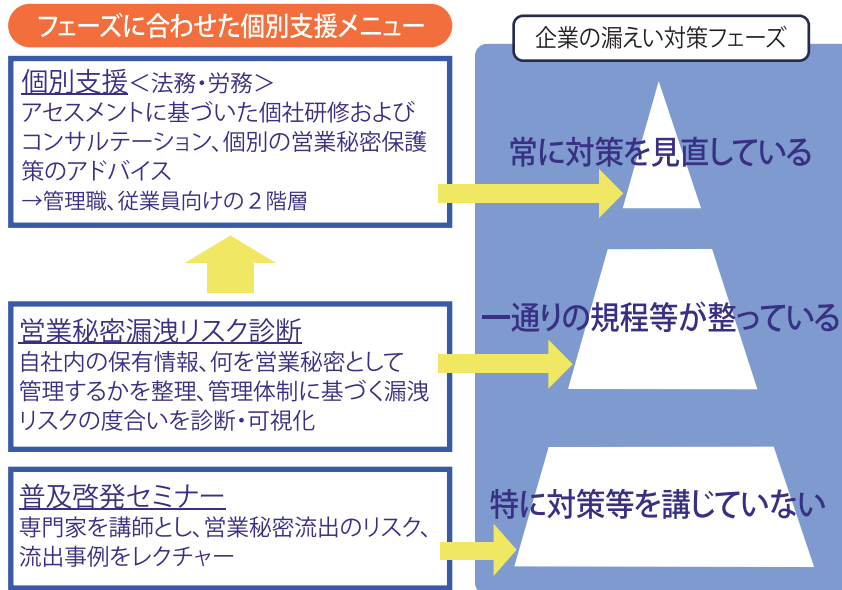 フェーズに合わせた個別支援メニュー
個別支援＜法務・労務＞
アセスメントに基づいた個社研修および
コンサルテーション、個別の営業秘密保護
策のアドバイス
→管理職、従業員向けの２階層
営業秘密漏洩リスク診断
自社内の保有情報、何を営業秘密として
管理するかを整理、管理体制に基づく漏洩
リスクの度合いを診断・可視化
普及啓発セミナー
専門家を講師とし、営業秘密流出のリスク、
流出事例をレクチャー
企業の漏えい対策フェーズ
常に対策を見直している
一通りの規程等が整っている
特に対策等を講じていない